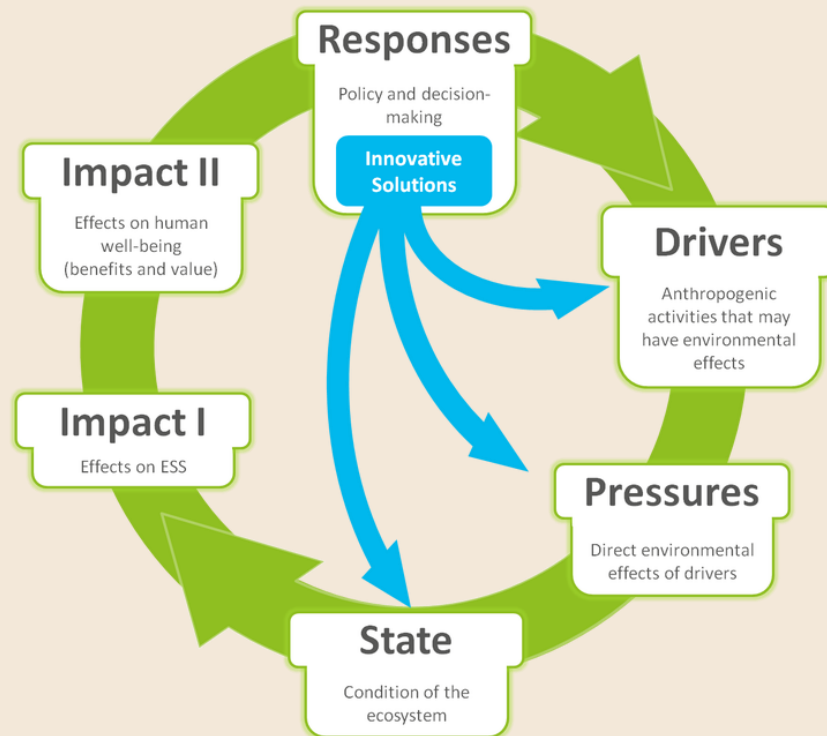 Responses
Policy and decision-
making
Innovative
Solutions
Drivers
Anthropogenic
activities that may
have environmental
effects
Pressures
Direct environmental
effects of drivers
State
Condition of the
ecosystem
Impact I
Effects on ESS
Impact II
Effects on human
well-being
(benefits and value)